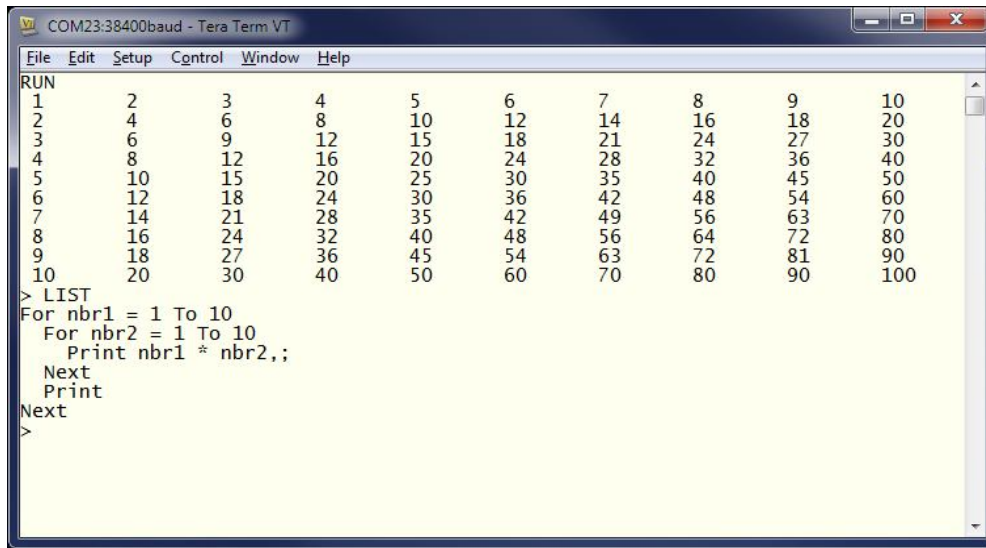 COM23:38400baud - Tera Term VT
File Edit Setup Control Window Help
RUN
1 2 3 4 5 6 7 8 9 10
2 4 6 8 10 12 14 16 18 20
3 6 9 12 15 18 21 24 27 30
4 8 12 16 20 24 28 32 36 40
5 10 15 20 25 30 35 40 45 50
6 12 18 24 30 36 42 48 54 60
7 14 21 28 35 42 49 56 63 70
8 16 24 32 40 48 56 64 72 80
9 18 27 36 45 54 63 72 81 90
10 20 30 40 50 60 70 80 90 100
> LIST
For nbr1 = 1 To 10
  For nbr2 = 1 To 10
    Print nbr1 * nbr2,;
  Next
  Print
Next
>